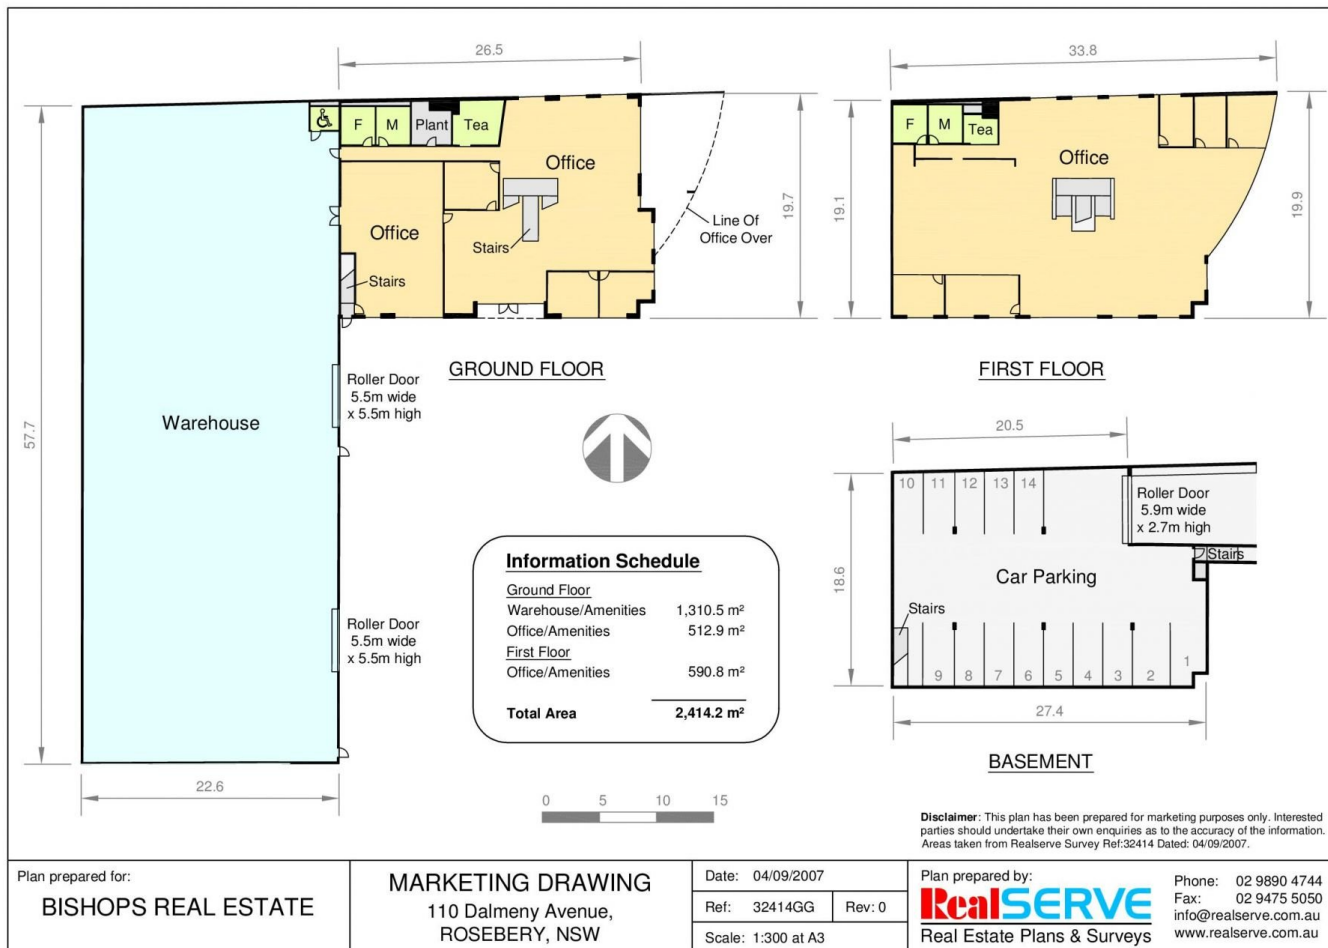 26.5
33.8
F
M
Plant
Tea
Office
Office
Stairs
Stairs
Line Of
Office Over
19.7
F
M
Tea
Office
19.1
19.9
GROUND FLOOR
FIRST FLOOR
57.7
Warehouse
Roller Door
5.5m wide
x 5.5m high
Roller Door
5.5m wide
x 5.5m high
22.6
20.5
10 11 12 13 14
Roller Door
5.9m wide
x 2.7m high
Stairs
Car Parking
18.6
Stairs
9 8 7 6 5 4 3 2 1
27.4
BASEMENT
Information Schedule
Ground Floor
Warehouse/Amenities 1,310.5 m²
Office/Amenities 512.9 m²
First Floor
Office/Amenities 590.8 m²
Total Area 2,414.2 m²
0 5 10 15
Disclaimer: This plan has been prepared for marketing purposes only. Interested
parties should undertake their own enquiries as to the accuracy of the information.
Areas taken from Realserve Survey Ref:32414 Dated: 04/09/2007.
Plan prepared for:
BISHOPS REAL ESTATE
MARKETING DRAWING
110 Dalmeny Avenue,
ROSEBERY, NSW
Date: 04/09/2007
Ref: 32414GG Rev: 0
Scale: 1:300 at A3
Plan prepared by:
RealSERVE
Real Estate Plans & Surveys
Phone: 02 9890 4744
Fax: 02 9475 5050
info@realserve.com.au
www.realserve.com.au